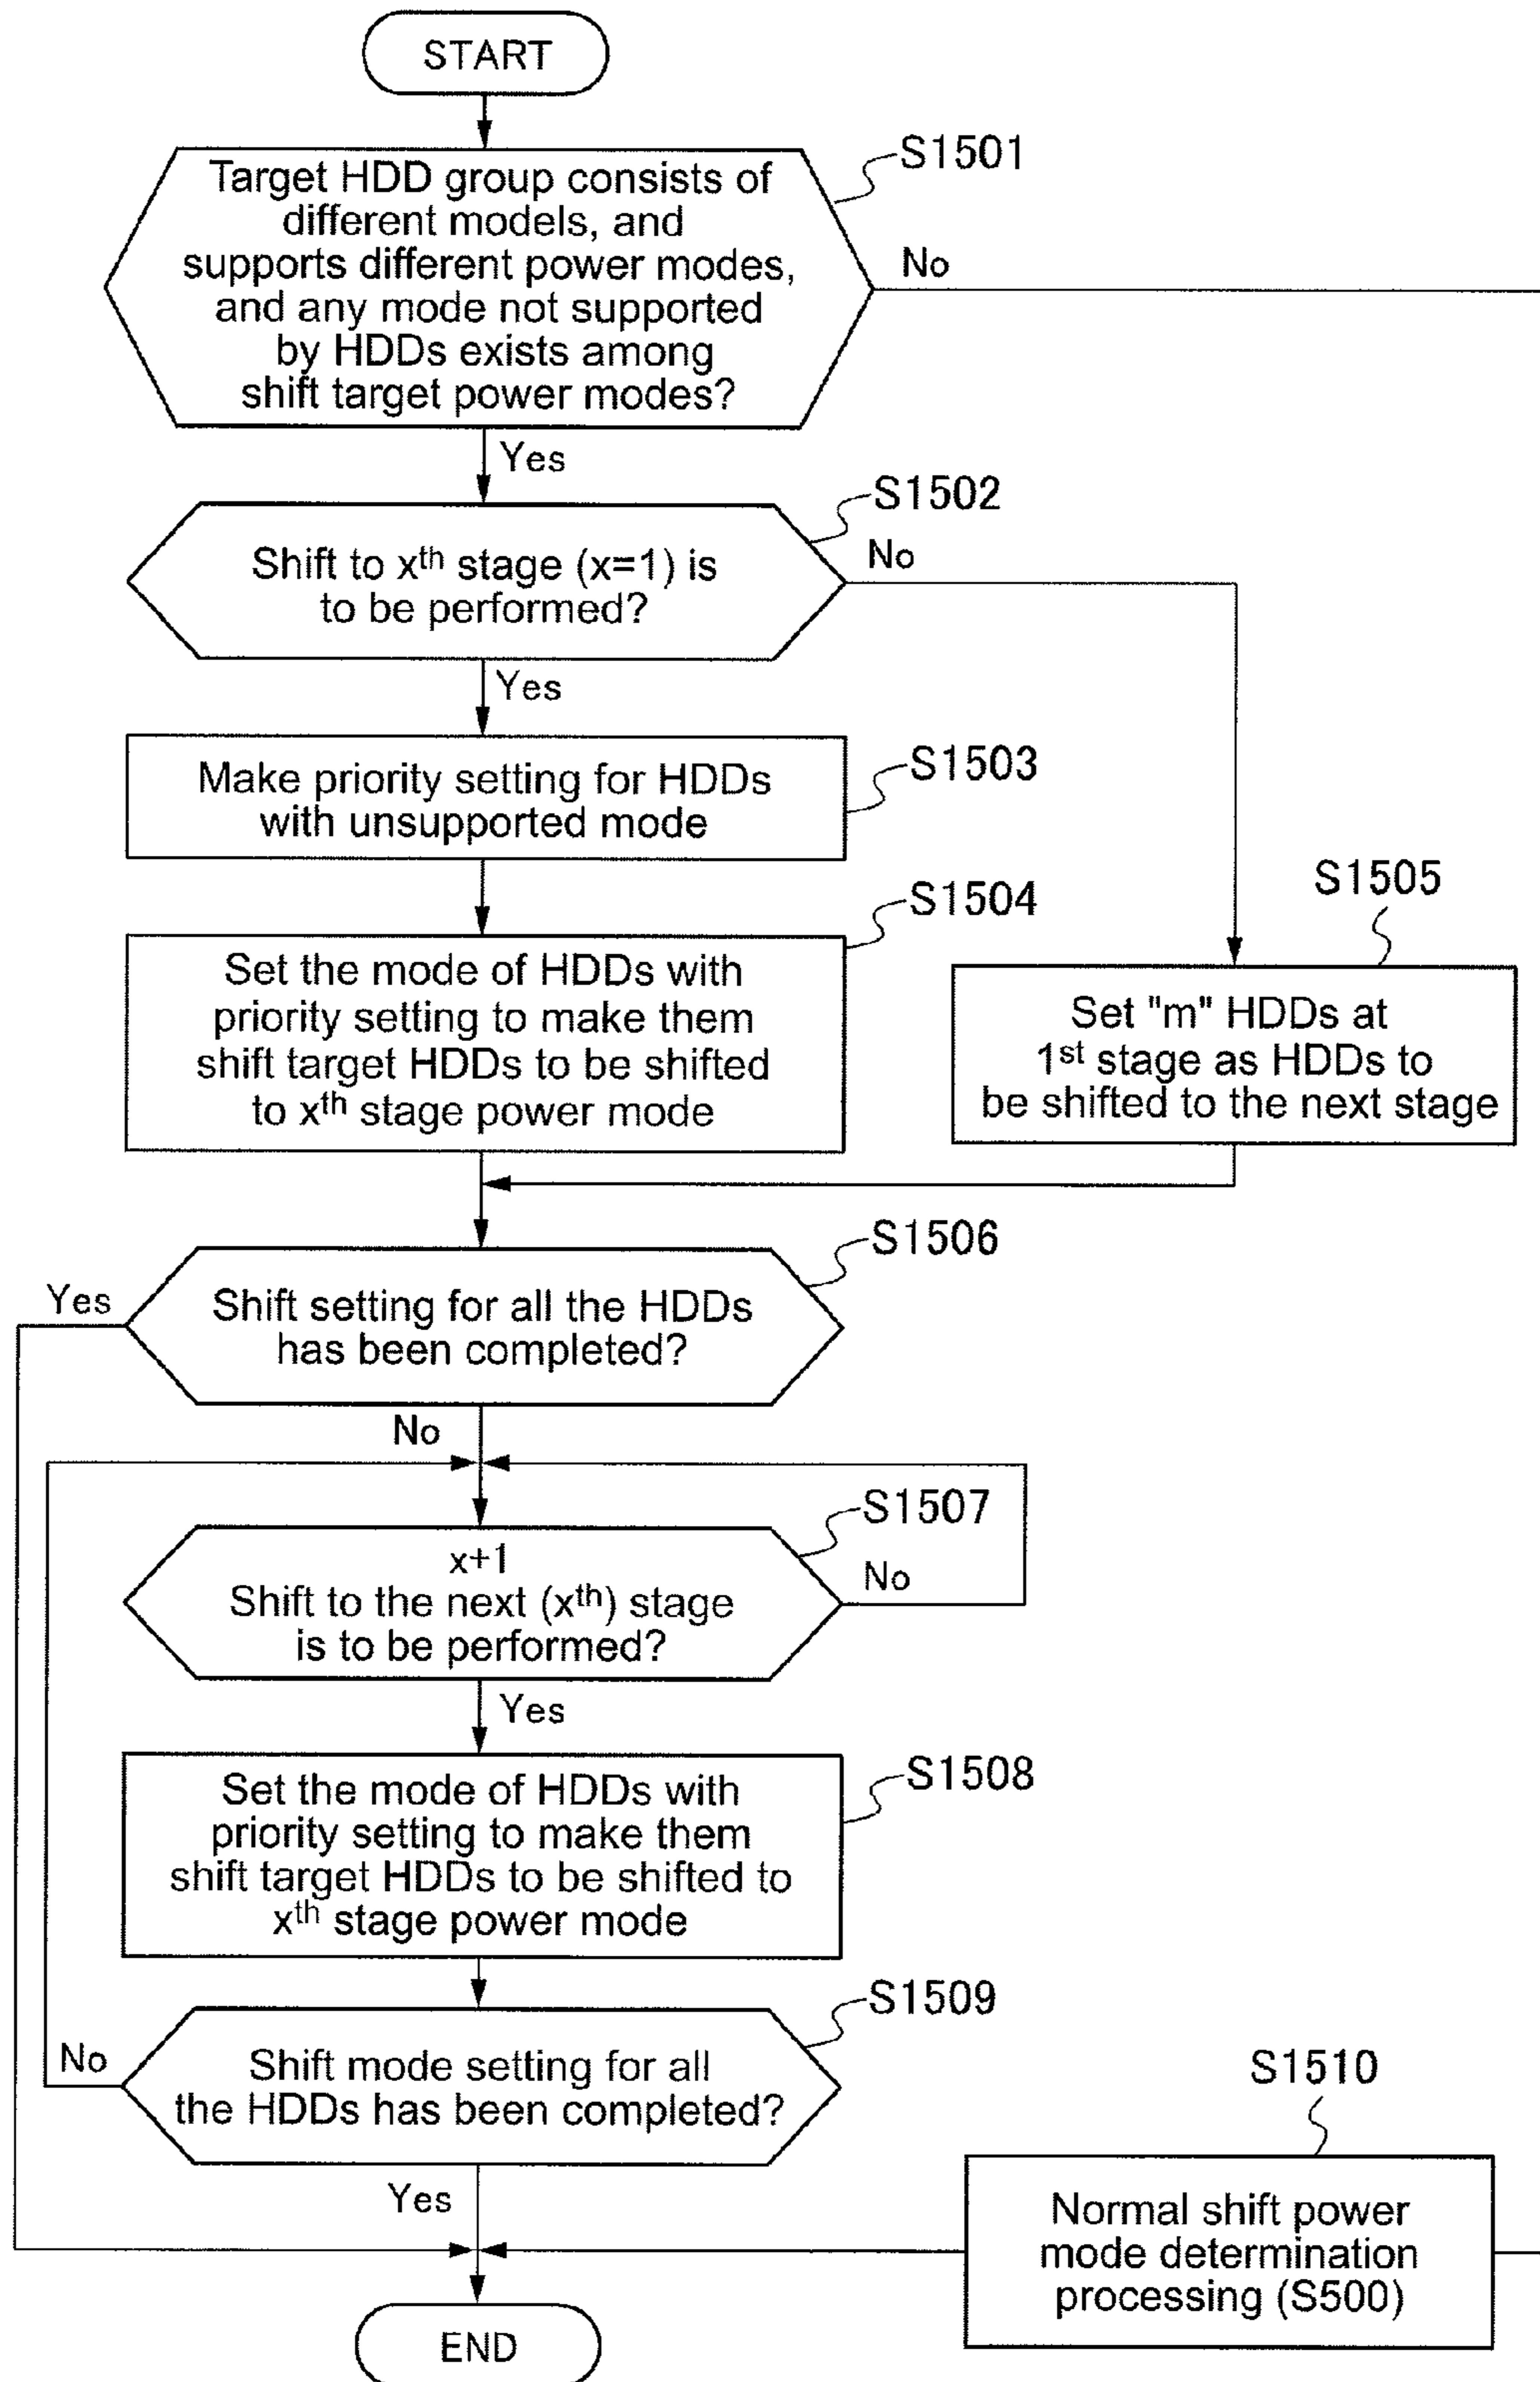 START
S1501
Target HDD group consists of
different models, and
supports different power modes,
and any mode not supported
by HDDs exists among
shift target power modes?
No
Yes
S1502
Shift to xth stage (x=1) is
to be performed?
No
Yes
S1503
Make priority setting for HDDs
with unsupported mode
S1504
Set the mode of HDDs with
priority setting to make them
shift target HDDs to be shifted
to xth stage power mode
S1505
Set "m" HDDs at
1st stage as HDDs to
be shifted to the next stage
S1506
Yes
Shift setting for all the HDDs
has been completed?
No
S1507
x+1
Shift to the next (xth) stage
is to be performed?
No
Yes
S1508
Set the mode of HDDs with
priority setting to make them
shift target HDDs to be shifted to
xth stage power mode
S1509
No
Shift mode setting for all
the HDDs has been completed?
Yes
S1510
Normal shift power
mode determination
processing (S500)
END